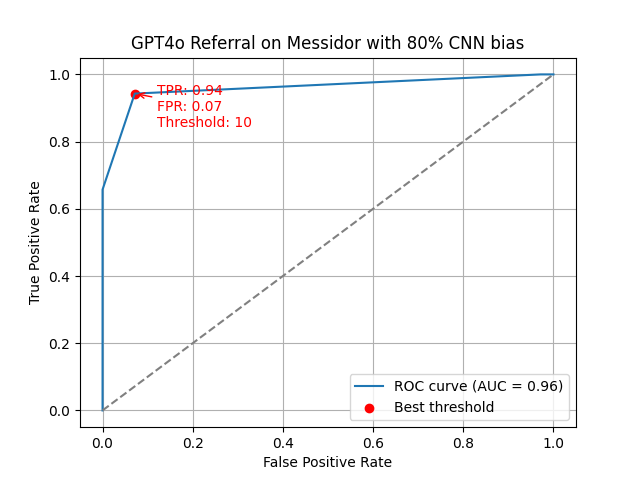 GPT4o Referral on Messidor with 80% CNN bias
True Positive Rate
1.0
0.8
0.6
0.4
0.2
0.0
TPR: 0.94
FPR: 0.07
Threshold: 10
ROC curve (AUC = 0.96)
Best threshold
0.0 0.2 0.4 0.6 0.8 1.0
False Positive Rate